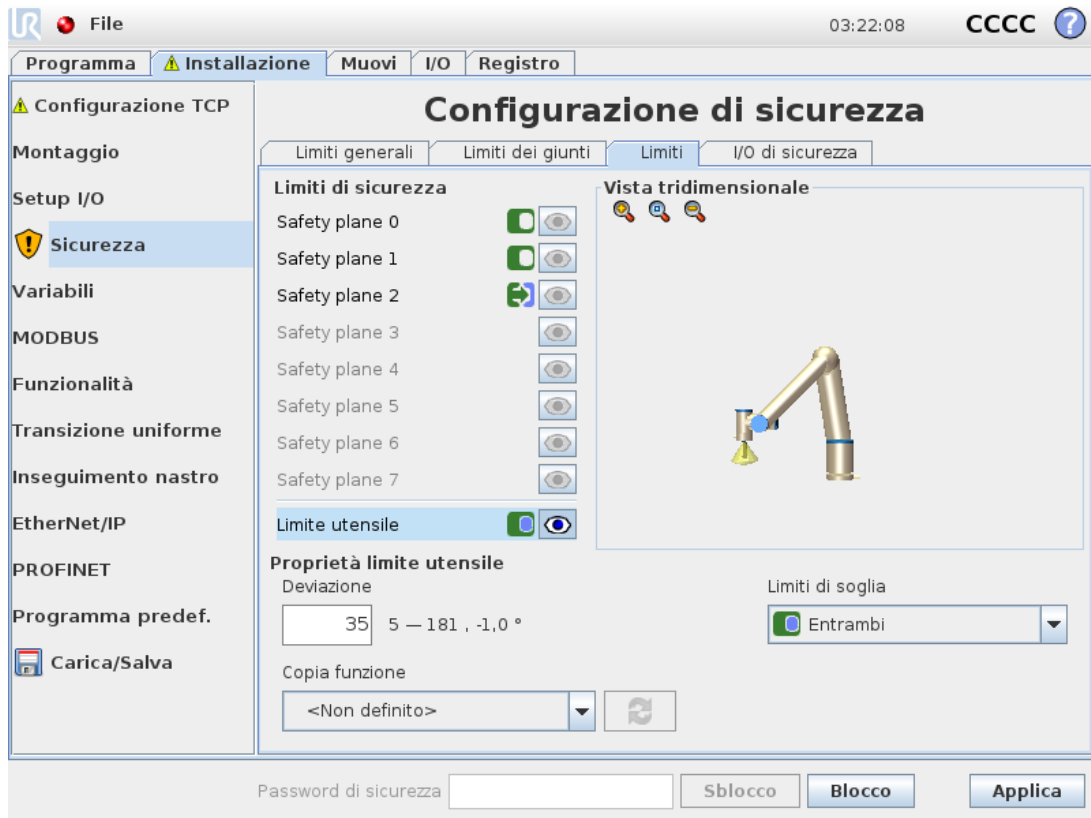 UR File 03:22:08 CCCC ?
Programma Installazione Muovi I/O Registro
Configurazione TCP
Montaggio
Setup I/O
Sicurezza
Variabili
MODBUS
Funzionalità
Transizione uniforme
Inseguimento nastro
EtherNet/IP
PROFINET
Programma predef.
Carica/Salva
Configurazione di sicurezza
Limiti generali Limiti dei giunti Limiti I/O di sicurezza
Limiti di sicurezza
Safety plane 0
Safety plane 1
Safety plane 2
Safety plane 3
Safety plane 4
Safety plane 5
Safety plane 6
Safety plane 7
Limite utensile
Vista tridimensionale
Proprietà limite utensile
Deviazione
35 5 — 181 , -1,0 °
Limiti di soglia
Entrambi
Copia funzione
<Non definito>
Password di sicurezza Sblocco Blocco Applica